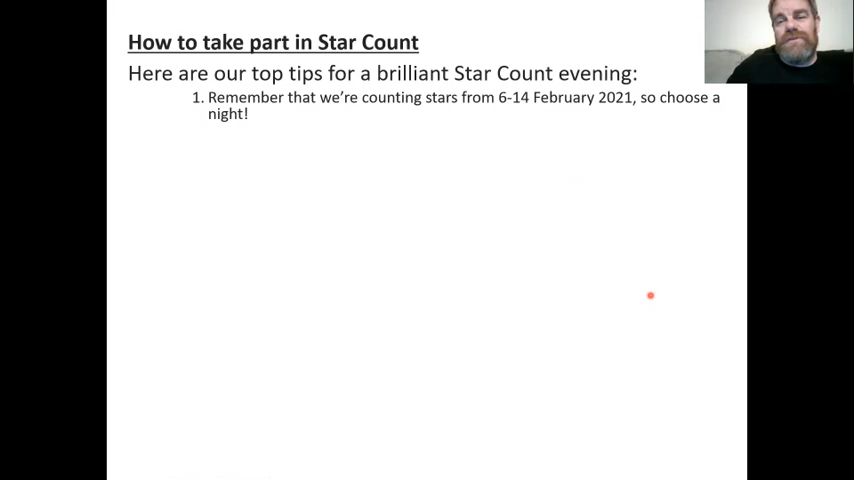 How to take part in Star Count
Here are our top tips for a brilliant Star Count evening:
1. Remember that we’re counting stars from 6-14 February 2021, so choose a
night!